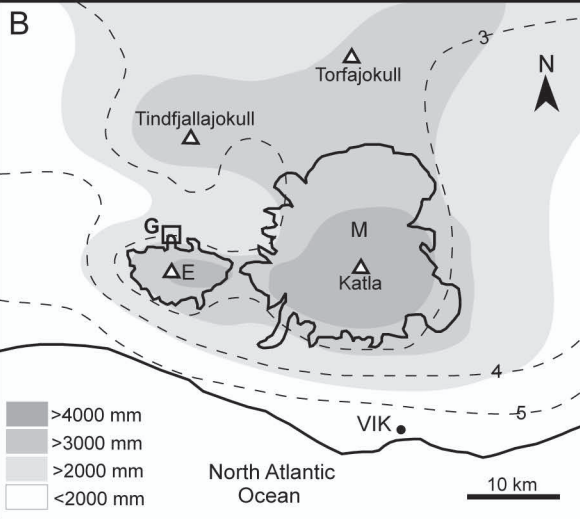 B
3
N
Torfajokull
Tindfjallajokull
G
M
E
Katla
4
5
VIK
>4000 mm
>3000 mm
>2000 mm
<2000 mm
North Atlantic
Ocean
10 km